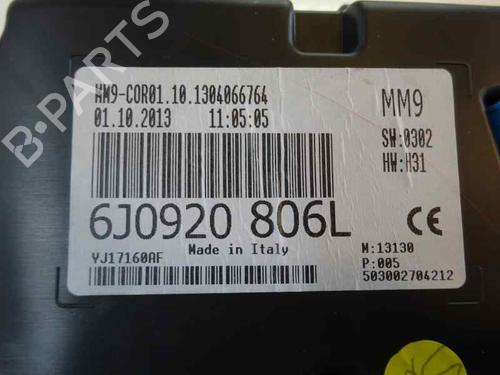 MM9-COR01.10.1304066764
01.10.2013 11:05:05
MM9
SW:0302
HW:H31
6J0920 806L
CE
Made in Italy
YJ17160AF
M:13130
P:005
503002704212
B-PARTS